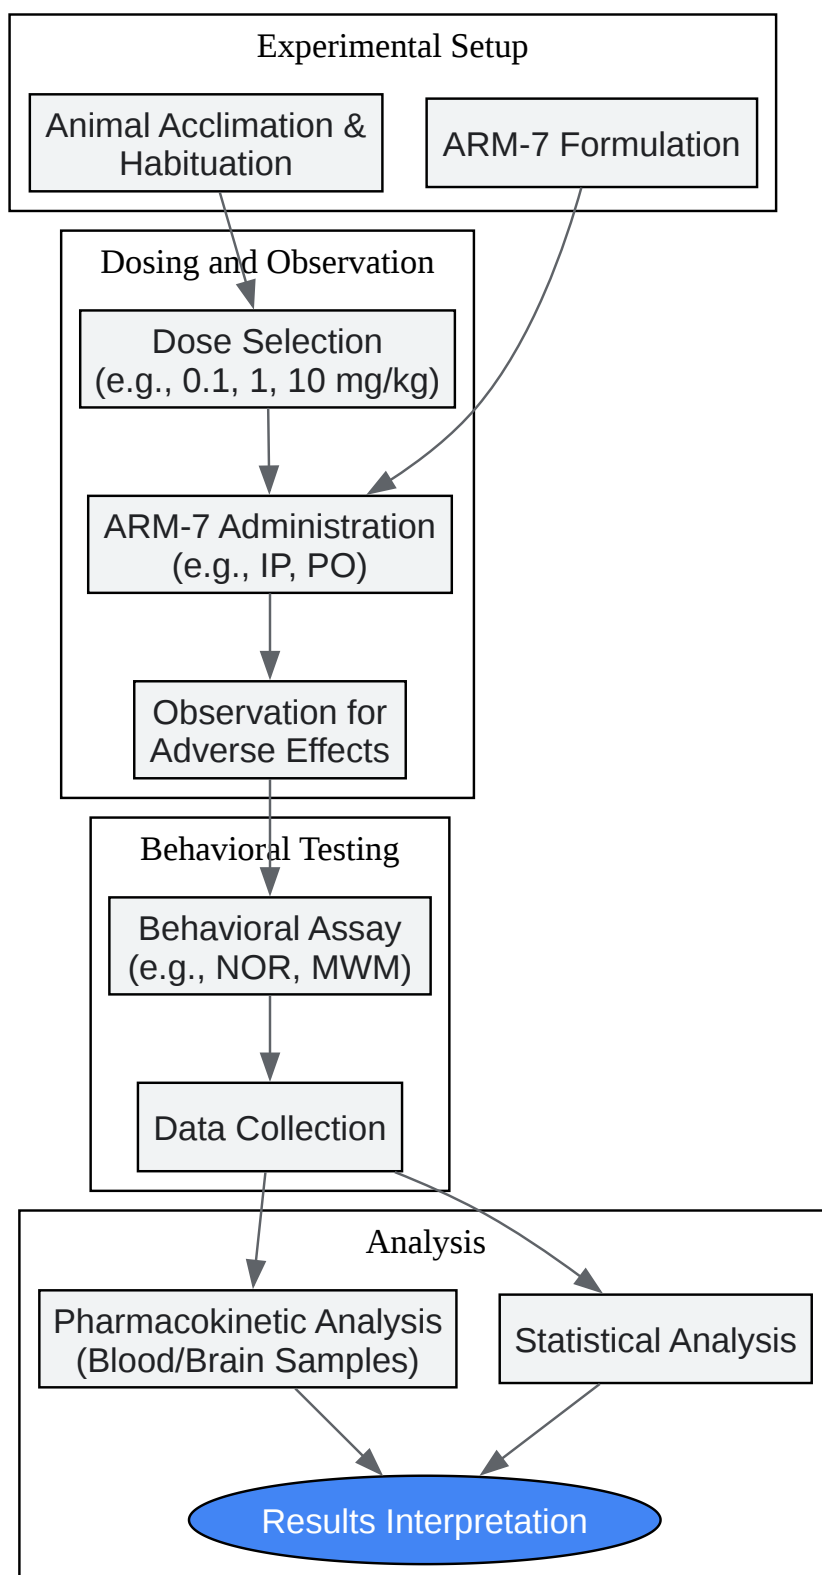 Experimental Setup
Animal Acclimation &
Habituation
ARM-7 Formulation
Dosing and Observation
Dose Selection
(e.g., 0.1, 1, 10 mg/kg)
ARM-7 Administration
(e.g., IP, PO)
Observation for
Adverse Effects
Behavioral Testing
Behavioral Assay
(e.g., NOR, MWM)
Data Collection
Analysis
Pharmacokinetic Analysis
(Blood/Brain Samples)
Statistical Analysis
Results Interpretation